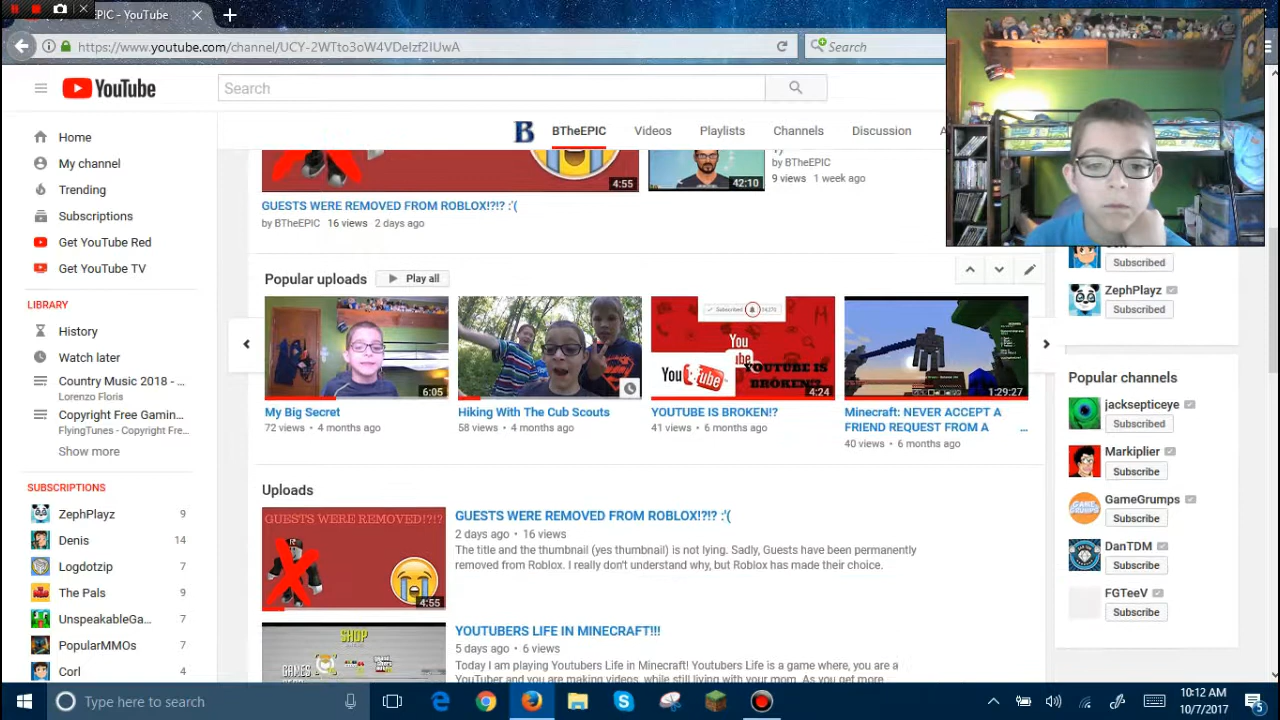 EPIC - YouTube
https://www.youtube.com/channel/UCY-2WTto3oW4VDeIzf2IUwA
Search
YouTube
Search
BTheEPIC
Videos
Playlists
Channels
Discussion
Home
My channel
Trending
Subscriptions
Get YouTube Red
Get YouTube TV
LIBRARY
History
Watch later
Country Music 2018 - ...
Lorenzo Floris
Copyright Free Gamin...
FlyingTunes - Copyright Fre...
Show more
SUBSCRIPTIONS
ZephPlayz 9
Denis 14
Logdotzip 7
The Pals 9
UnspeakableGa... 7
PopularMMOs 7
Corl 4
4:55
GUESTS WERE REMOVED FROM ROBLOX!?!? :'(
by BTheEPIC 16 views 2 days ago
42:10
by BTheEPIC
9 views 1 week ago
Popular uploads Play all
6:05
My Big Secret
72 views • 4 months ago
Hiking With The Cub Scouts
58 views • 4 months ago
Subscribed
You
Tube
YouTube
YOUTUBE IS
BROKEN!
4:24
YOUTUBE IS BROKEN!?
41 views • 6 months ago
1:29:27
Minecraft: NEVER ACCEPT A
FRIEND REQUEST FROM A ...
40 views • 6 months ago
Uploads
GUESTS WERE REMOVED!?!?
4:55
GUESTS WERE REMOVED FROM ROBLOX!?!? :'(
2 days ago • 16 views
The title and the thumbnail (yes thumbnail) is not lying. Sadly, Guests have been permanently
removed from Roblox. I really don't understand why, but Roblox has made their choice.
SHOP
GAMES
YOUTUBERS LIFE IN MINECRAFT!!!
5 days ago • 6 views
Today I am playing Youtubers Life in Minecraft! Youtubers Life is a game where, you are a
YouTuber and you are making videos, while still living with your mom. As you get more
Subscribed
ZephPlayz
Subscribed
Popular channels
jacksepticeye
Subscribed
Markiplier
Subscribe
GameGrumps
Subscribe
DanTDM
Subscribe
FGTeeV
Subscribe
Type here to search
10:12 AM
10/7/2017
5